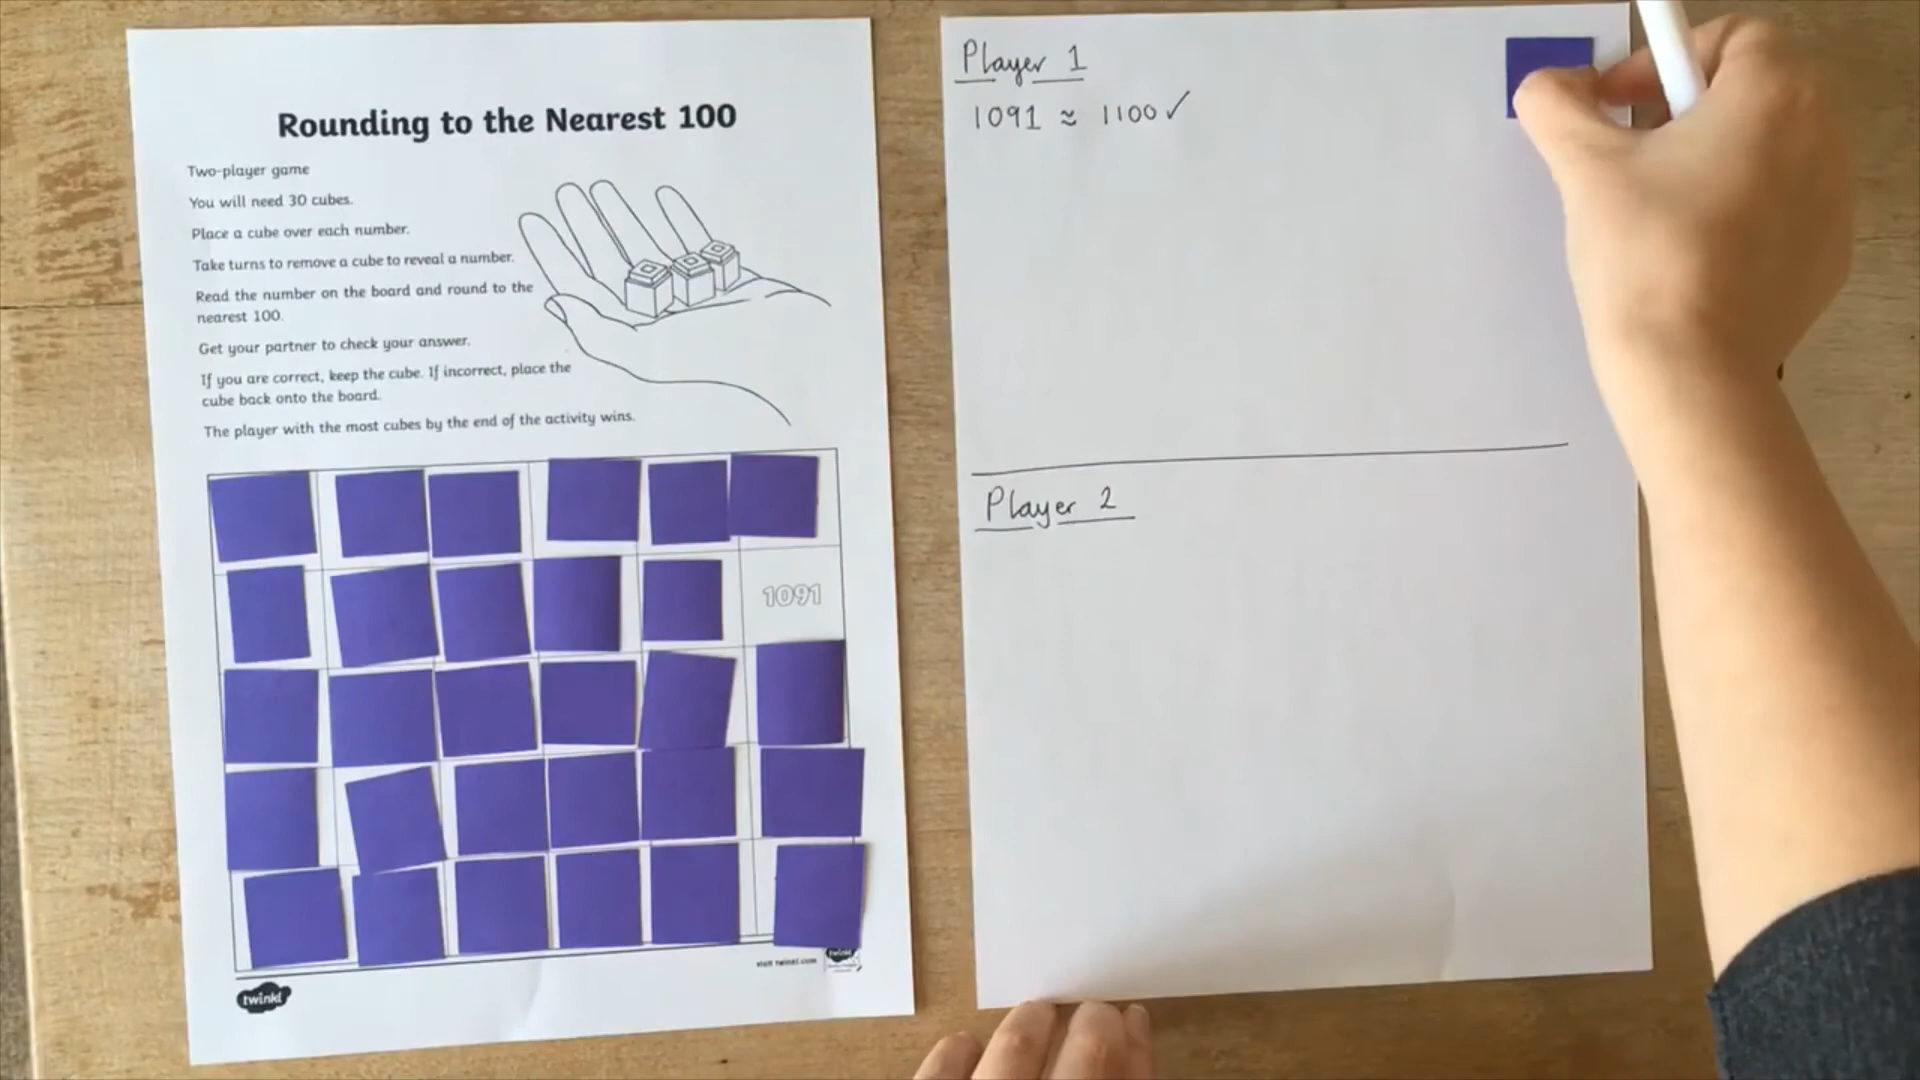 Rounding to the Nearest 100
Two-player game
You will need 30 cubes.
Place a cube over each number.
Take turns to remove a cube to reveal a number.
Read the number on the board and round to the
nearest 100.
Get your partner to check your answer.
If you are correct, keep the cube. If incorrect, place the
cube back onto the board.
The player with the most cubes by the end of the activity wins.
1091
visit twinkl.com
twinkl
twinkl
Player 1
1091 ≈ 1100 ✓
Player 2